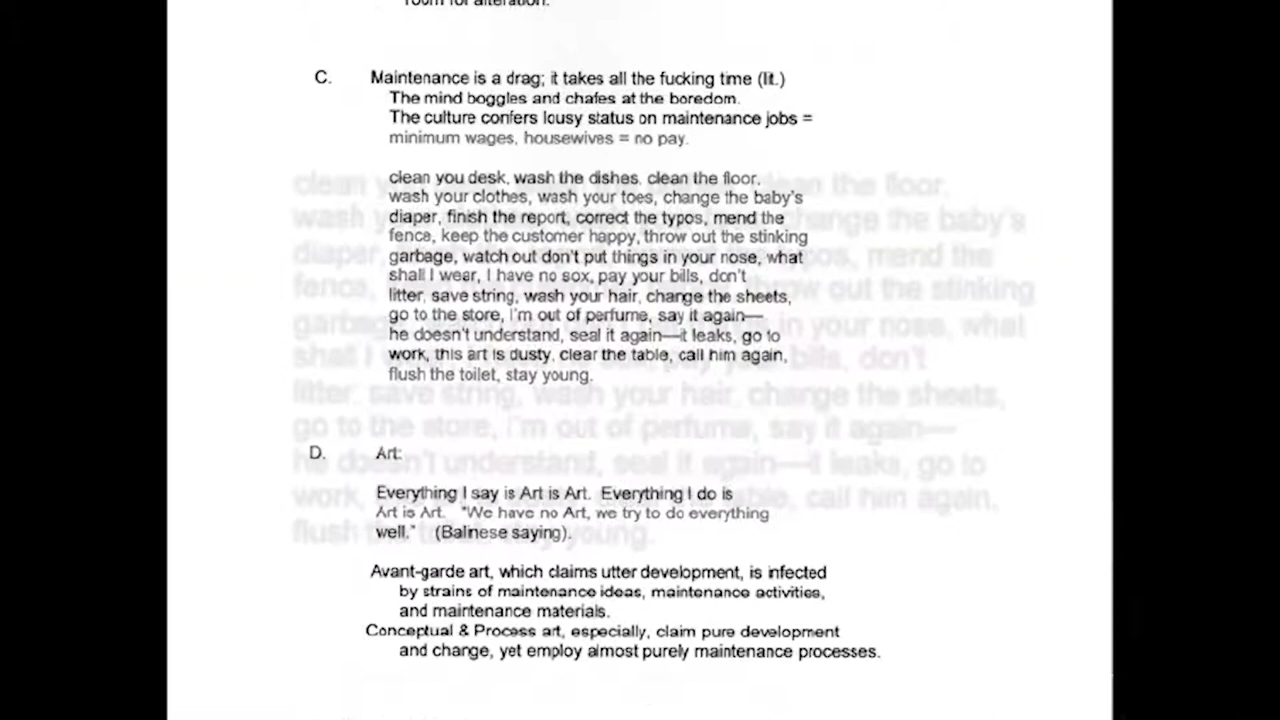 room for alteration.
C. Maintenance is a drag; it takes all the fucking time (lit.)
The mind boggles and chafes at the boredom.
The culture confers lousy status on maintenance jobs =
minimum wages, housewives = no pay.
clean you desk, wash the dishes, clean the floor,
wash your clothes, wash your toes, change the baby's
diaper, finish the report, correct the typos, mend the
fence, keep the customer happy, throw out the stinking
garbage, watch out don't put things in your nose, what
shall I wear, I have no sox, pay your bills, don't
litter, save string, wash your hair, change the sheets,
go to the store, I'm out of perfume, say it again—
he doesn't understand, seal it again—it leaks, go to
work, this art is dusty, clear the table, call him again,
flush the toilet, stay young.
D. Art:
Everything I say is Art is Art. Everything I do is
Art is Art. "We have no Art, we try to do everything
well." (Balinese saying).
Avant-garde art, which claims utter development, is infected
by strains of maintenance ideas, maintenance activities,
and maintenance materials.
Conceptual & Process art, especially, claim pure development
and change, yet employ almost purely maintenance processes.